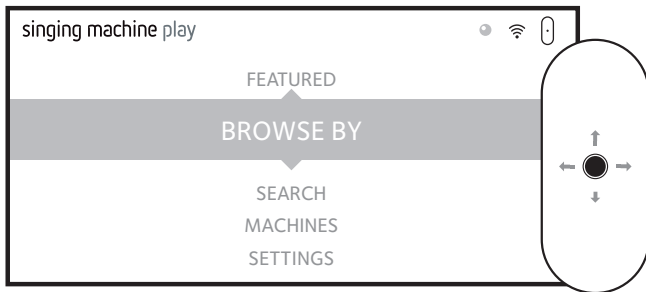 singing machine play
FEATURED
BROWSE BY
SEARCH
MACHINES
SETTINGS